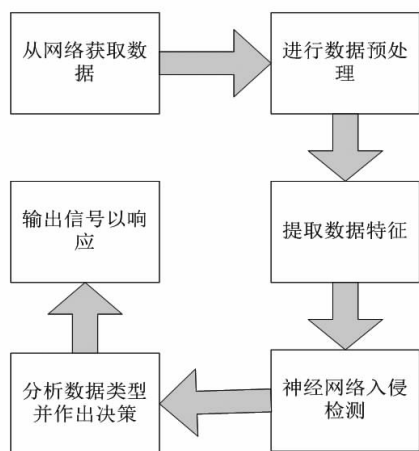 从网络获取数
据
进行数据预处
理
提取数据特征
神经网络入侵
检测
分析数据类型
并作出决策
输出信号以响
应